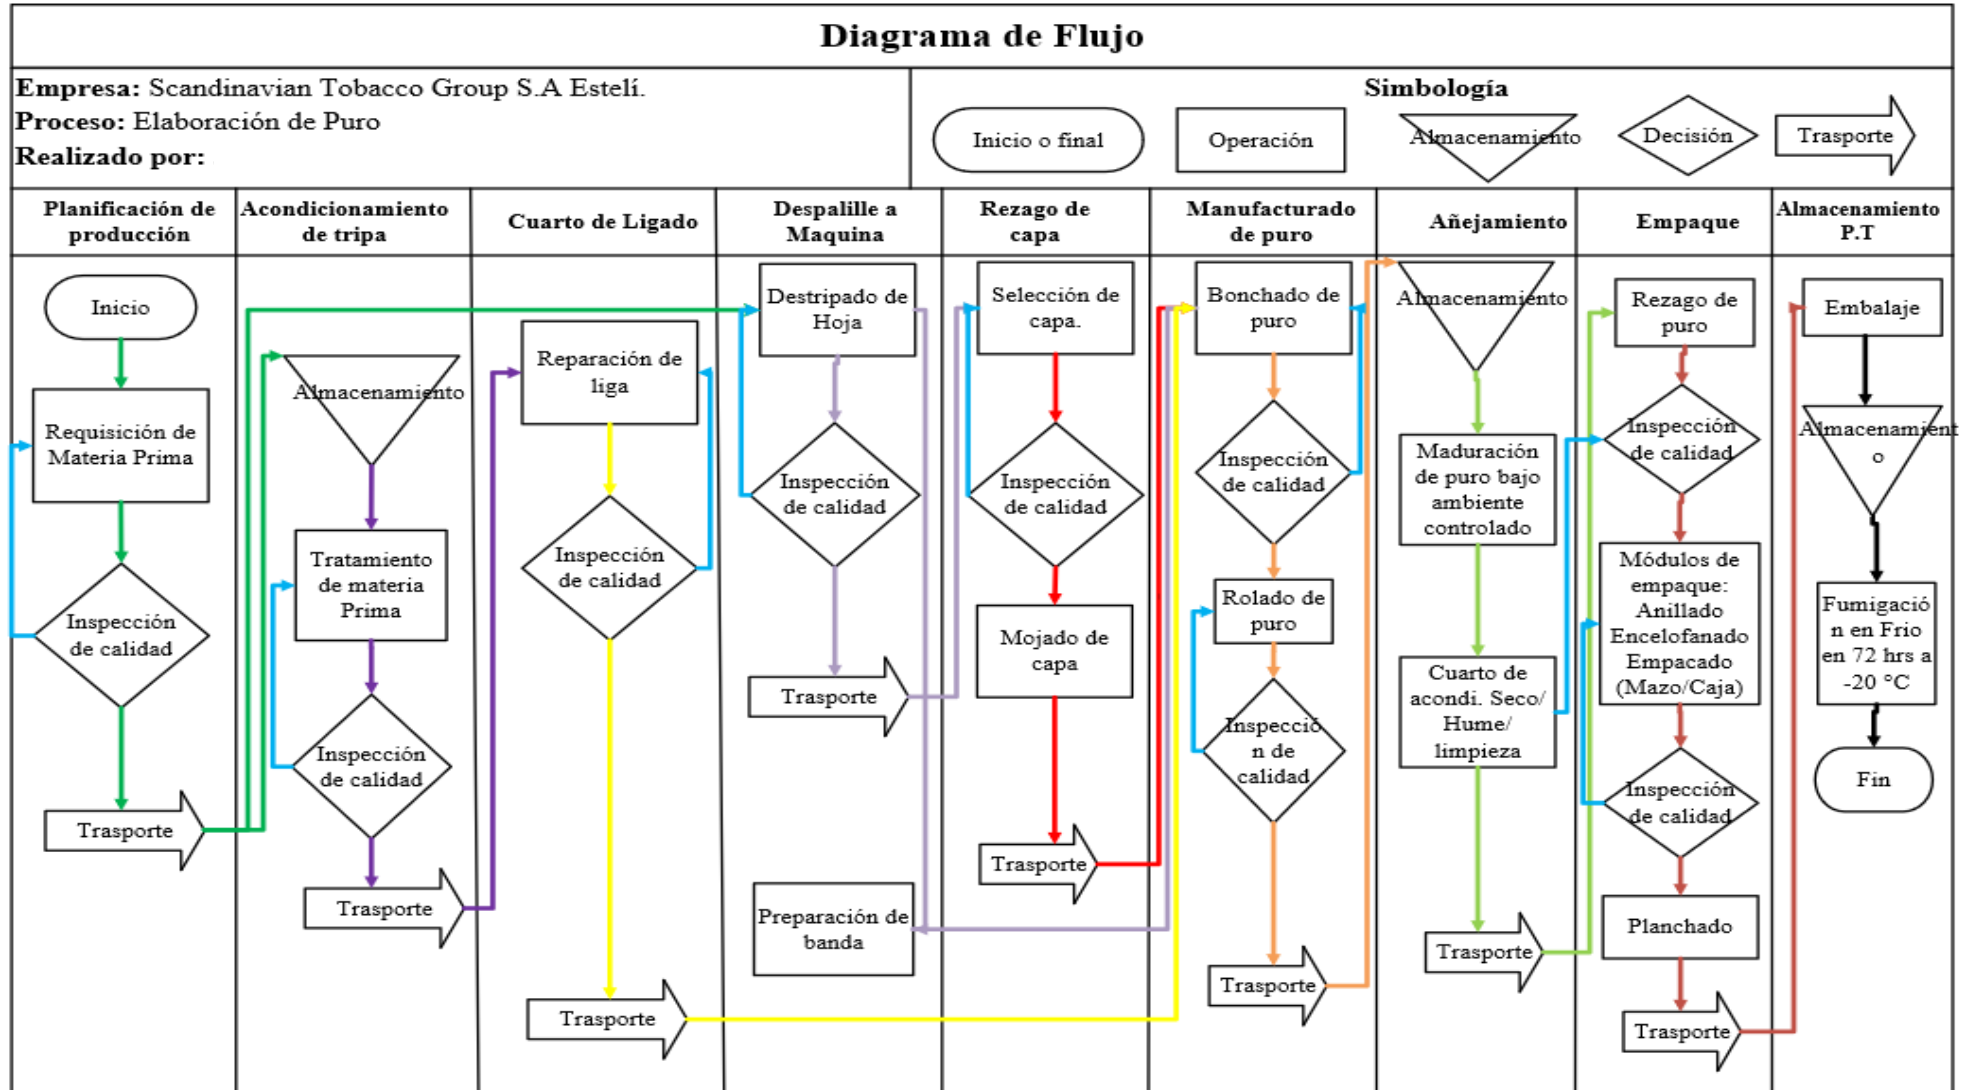 Diagrama de Flujo
Empresa: Scandinavian Tobacco Group S.A Estelí.
Proceso: Elaboración de Puro
Realizado por:
Simbología
Inicio o final
Operación
Almacenamiento
Decisión
Trasporte
Planificación de
producción
Acondicionamiento
de tripa
Cuarto de Ligado
Despalille a
Maquina
Rezago de
capa
Manufacturado
de puro
Añejamiento
Empaque
Almacenamiento
P.T
Inicio
Requisición de
Materia Prima
Inspección
de calidad
Trasporte
Almacenamiento
Tratamiento
de materia
Prima
Inspección
de calidad
Trasporte
Reparación de
liga
Inspección
de calidad
Trasporte
Destripado de
Hoja
Inspección
de calidad
Trasporte
Preparación de
banda
Selección de
capa.
Inspección
de calidad
Mojado de
capa
Trasporte
Bonchado de
puro
Inspección
de calidad
Rolado de
puro
Inspecció
n de
calidad
Trasporte
Almacenamiento
Maduración
de puro bajo
ambiente
controlado
Cuarto de
acondi. Seco/
Hume/
limpieza
Trasporte
Rezago de
puro
Inspección
de calidad
Módulos de
empaque:
Anillado
Encelofanado
Empacado
(Mazo/Caja)
Inspección
de calidad
Planchado
Trasporte
Embalaje
Almacenamient
o
Fumigació
n en Frio
en 72 hrs a
-20 °C
Fin